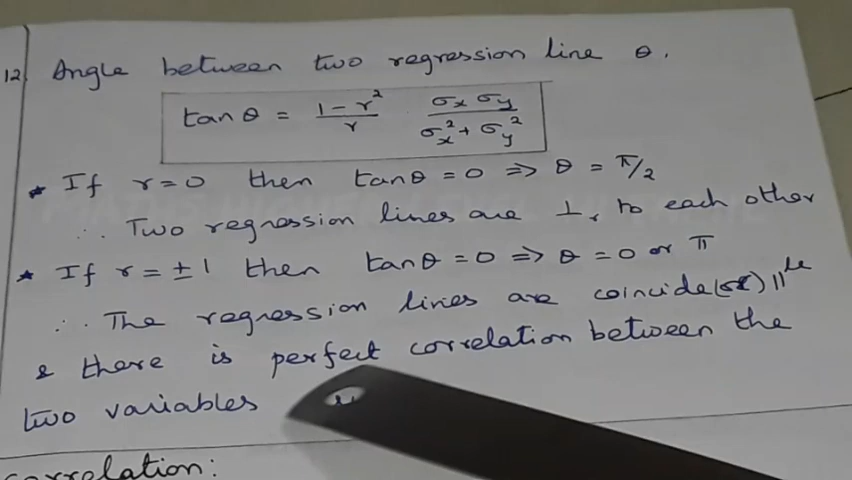 12. Angle between two regression line θ.
tan θ = (1 - r²)/r (σx σy)/(σx² + σy²)
* If r = 0 then tan θ = 0 ⇒ θ = π/2
∴ Two regression lines are ⊥r to each other
* If r = ± 1 then tan θ = 0 ⇒ θ = 0 or π
∴ The regression lines are coincide (or) ||le
& there is perfect correlation between the
two variables
correlation: